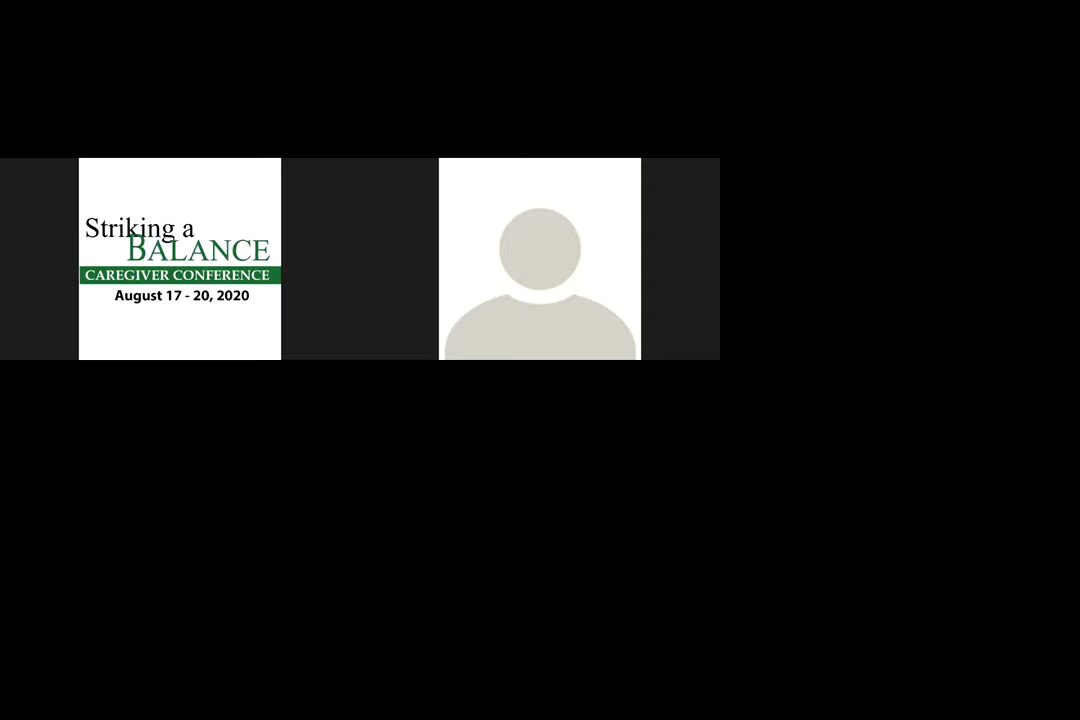 Striking a
BALANCE
CAREGIVER CONFERENCE
August 17 - 20, 2020